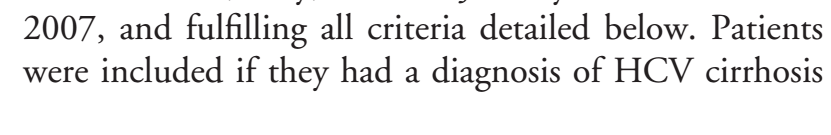 2007, and fulfilling all criteria detailed below. Patients
were included if they had a diagnosis of HCV cirrhosis